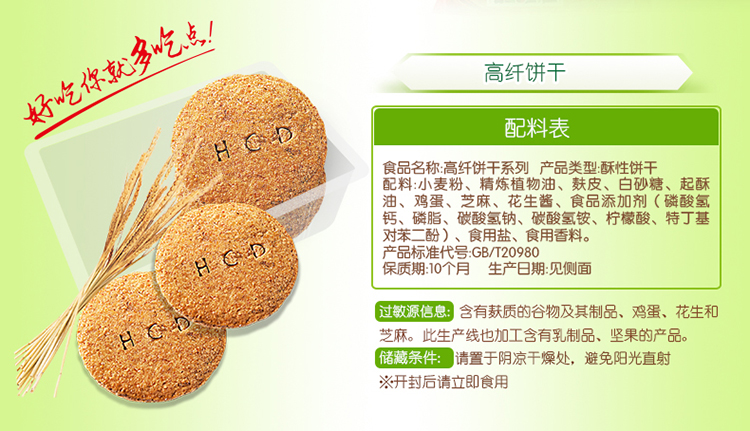 好吃你就多吃点!
HCD
HCD
HCD
高纤饼干
配料表
食品名称:高纤饼干系列 产品类型:酥性饼干
配料:小麦粉、精炼植物油、麸皮、白砂糖、起酥
油、鸡蛋、芝麻、花生酱、食品添加剂（磷酸氢
钙、磷脂、碳酸氢钠、碳酸氢铵、柠檬酸、特丁基
对苯二酚）、食用盐、食用香料。
产品标准代号:GB/T20980
保质期:10个月 生产日期:见侧面
过敏源信息: 含有麸质的谷物及其制品、鸡蛋、花生和
芝麻。此生产线也加工含有乳制品、坚果的产品。
储藏条件: 请置于阴凉干燥处，避免阳光直射
※开封后请立即食用